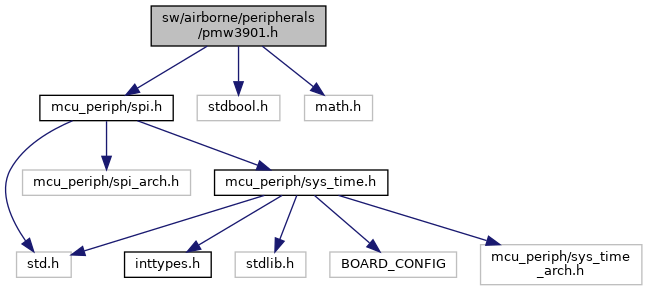 sw/airborne/peripherals
/pmw3901.h
mcu_periph/spi.h
stdbool.h
math.h
mcu_periph/spi_arch.h
mcu_periph/sys_time.h
std.h
inttypes.h
stdlib.h
BOARD_CONFIG
mcu_periph/sys_time
_arch.h